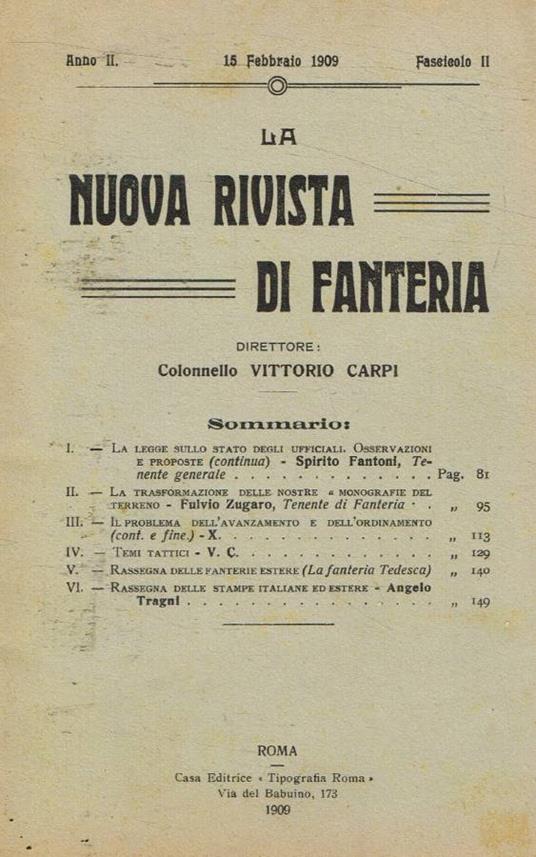 Anno II. 15 Febbraio 1909 Fascicolo II
LA
NUOVA RIVISTA
DI FANTERIA
DIRETTORE:
Colonnello VITTORIO CARPI
Sommario:
I. — La legge sullo stato degli ufficiali. Osservazioni
e proposte (continua) - Spirito Fantoni, Te-
nente generale . . . . . . . . . . . . . Pag. 81
II. — La trasformazione delle nostre « monografie del
terreno - Fulvio Zugaro, Tenente di Fanteria . . „ 95
III. — Il problema dell'avanzamento e dell'ordinamento
(cont. e fine.) - X. . . . . . . . . . . . . . „ 113
IV. — Temi tattici - V. C. . . . . . . . . . . . . „ 129
V. — Rassegna delle fanterie estere (La fanteria Tedesca) „ 140
VI. — Rassegna delle stampe italiane ed estere - Angelo
Tragni . . . . . . . . . . . . . . . . „ 149
ROMA
Casa Editrice « Tipografia Roma »
Via del Babuino, 173
1909